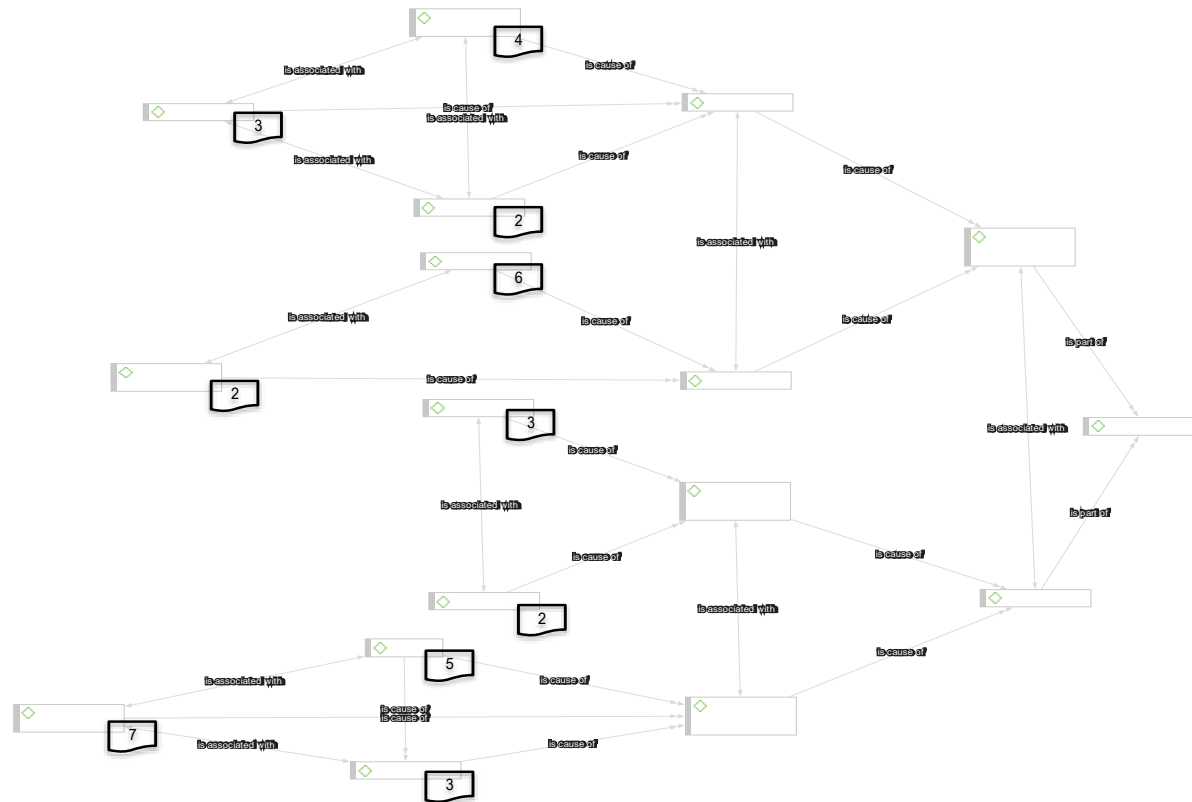 4
is associated with
is cause of
is cause of
is associated with
3
is associated with
is cause of
is cause of
2
is associated with
6
is associated with
is cause of
is cause of
is part of
2
is cause of
3
is associated with
is cause of
is associated with
is part of
is cause of
is cause of
2
is associated with
5
is cause of
is associated with
is cause of
is cause of
is cause of
7
is associated with
is cause of
3